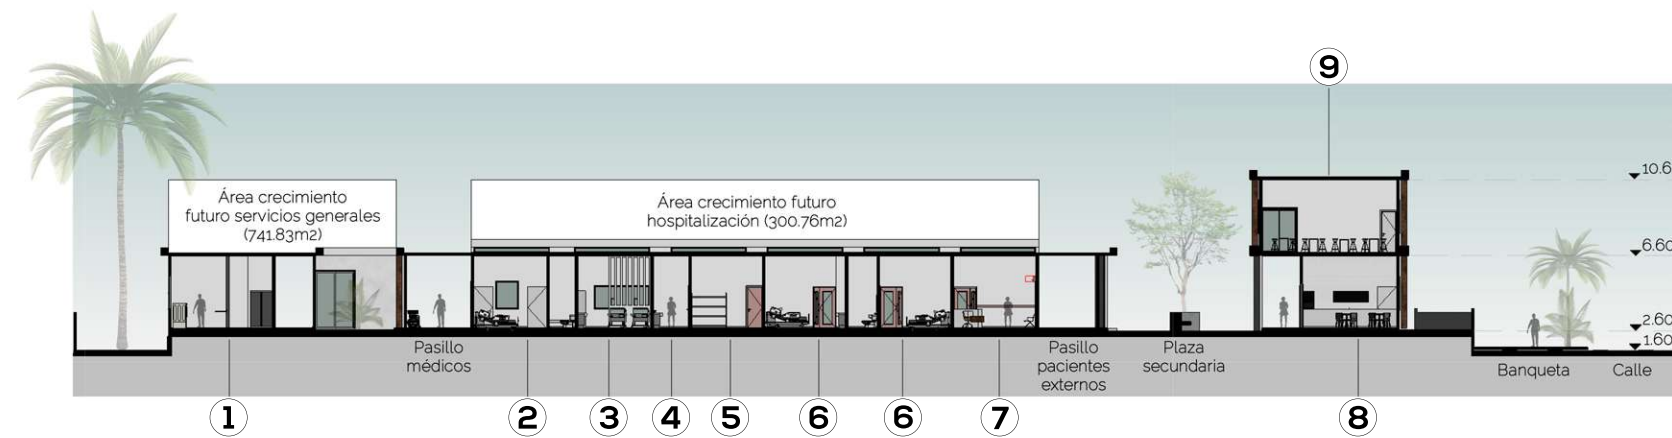 9
10.6
Área crecimiento
futuro servicios generales
(741.83m2)
Área crecimiento futuro
hospitalización (300.76m2)
6.60
2.60
1.60
Pasillo
médicos
Pasillo
pacientes
externos
Plaza
secundaria
Banqueta
Calle
1
2
3
4
5
6
6
7
8